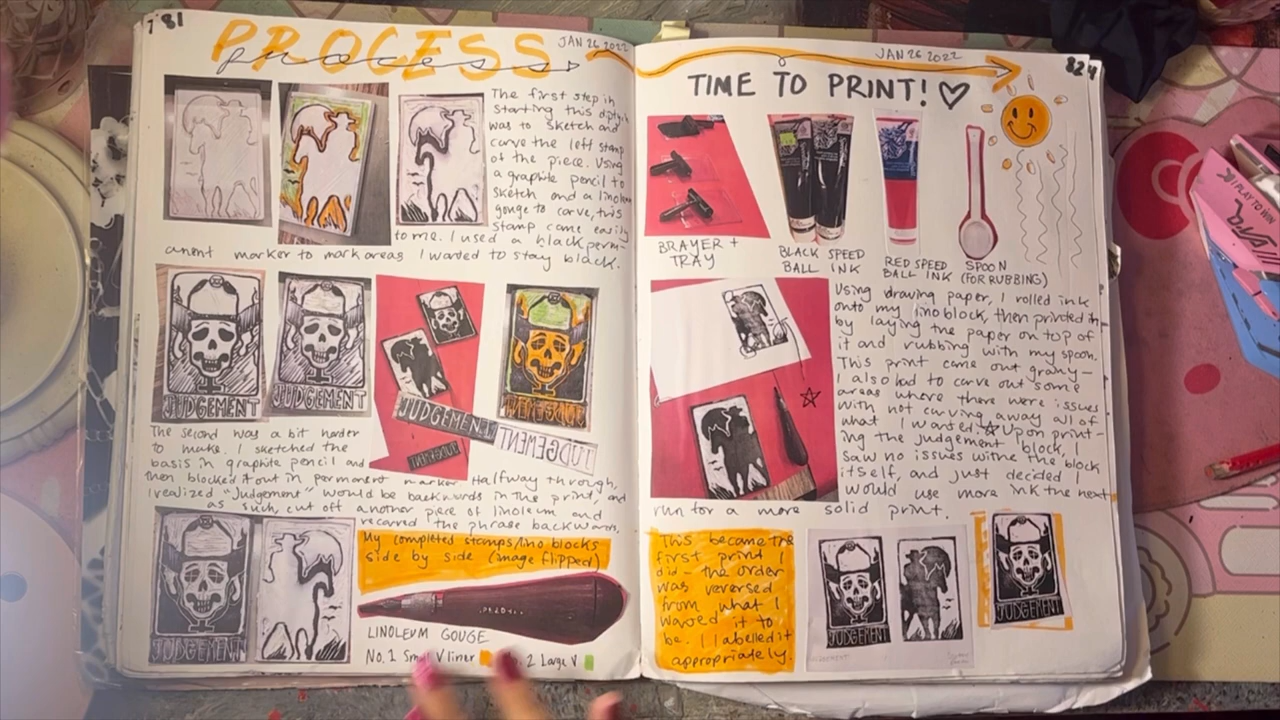 81
PROCESS
process
JAN 26 2022
The first step in
starting this diptych
was to sketch and
carve the left stamp
of the piece. Using
a graphite pencil to
sketch and a linoleum
gouge to carve, this
stamp came easily
to me. I used a black perm-
anent marker to mark areas I wanted to stay black.
JUDGEMENT
JUDGEMENT
JUDGEMENT
JUDGEMENT
JUDGEMENT
JUDGEMENT
The second was a bit harder
to make. I sketched the
basis in graphite pencil and
then blocked it out in permanent marker. Halfway through,
I realized "Judgement" would be backwards in the print, and
as such, cut off another piece of linoleum and
recarved the phrase backwards.
JUDGEMENT
My completed stamps/lino blocks
side by side (image flipped)
LINOLEUM GOUGE
No. 1 Small V liner
2 Large V
JAN 26 2022
82
TIME TO PRINT!
BRAYER +
TRAY
BLACK SPEED
BALL INK
RED SPEED
BALL INK
SPOON
(FOR RUBBING)
Using drawing paper, I rolled ink
onto my lino block, then printed it
by laying the paper on top of
it and rubbing with my spoon.
This print came out grainy—
I also had to carve out some
areas where there were issues
with not carving away all of
what I wanted. Upon print-
ing the judgement block, I
saw no issues with the block
itself, and just decided I
would use more ink the next
run for a more solid print.
This became the
first print I
did - the order
was reversed
from what I
wanted it to
be. I labelled it
appropriately.
JUDGEMENT
JUDGEMENT
PLAY TO WIN